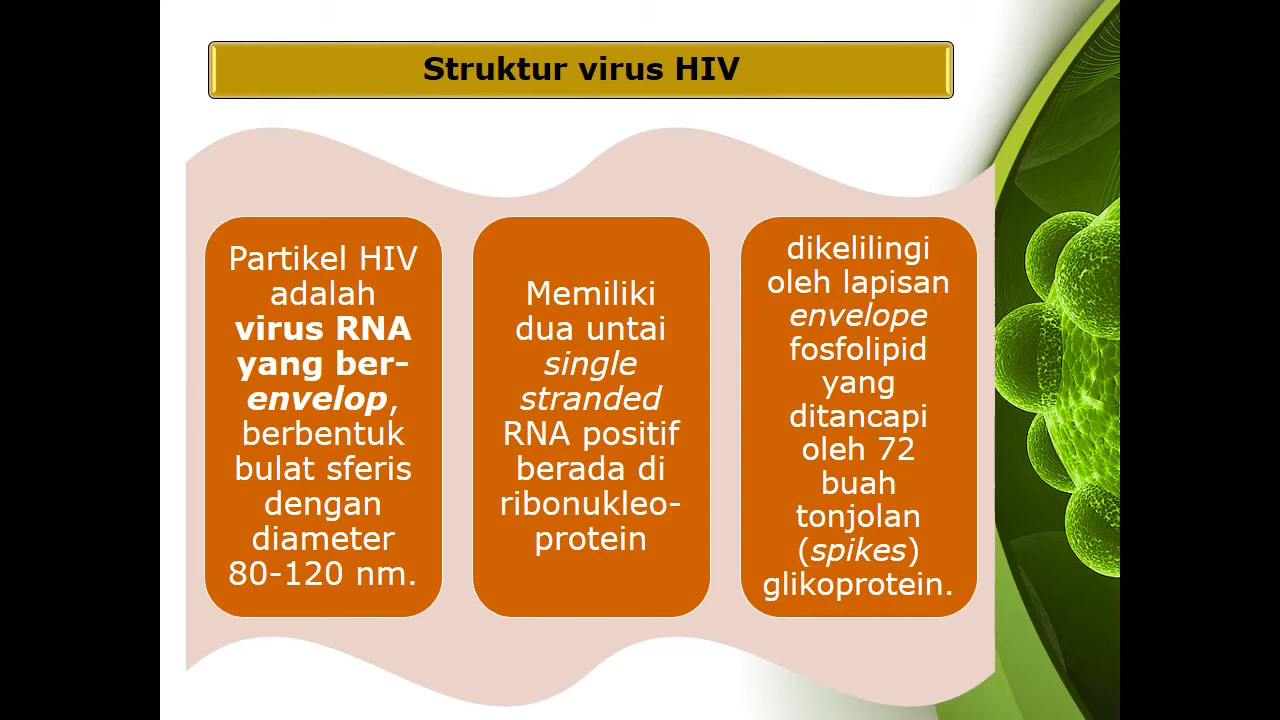 Struktur virus HIV
Partikel HIV
adalah
virus RNA
yang ber-
envelop,
berbentuk
bulat sferis
dengan
diameter
80-120 nm.
Memiliki
dua untai
single
stranded
RNA positif
berada di
ribonukleo-
protein
dikelilingi
oleh lapisan
envelope
fosfolipid
yang
ditancapi
oleh 72
buah
tonjolan
(spikes)
glikoprotein.